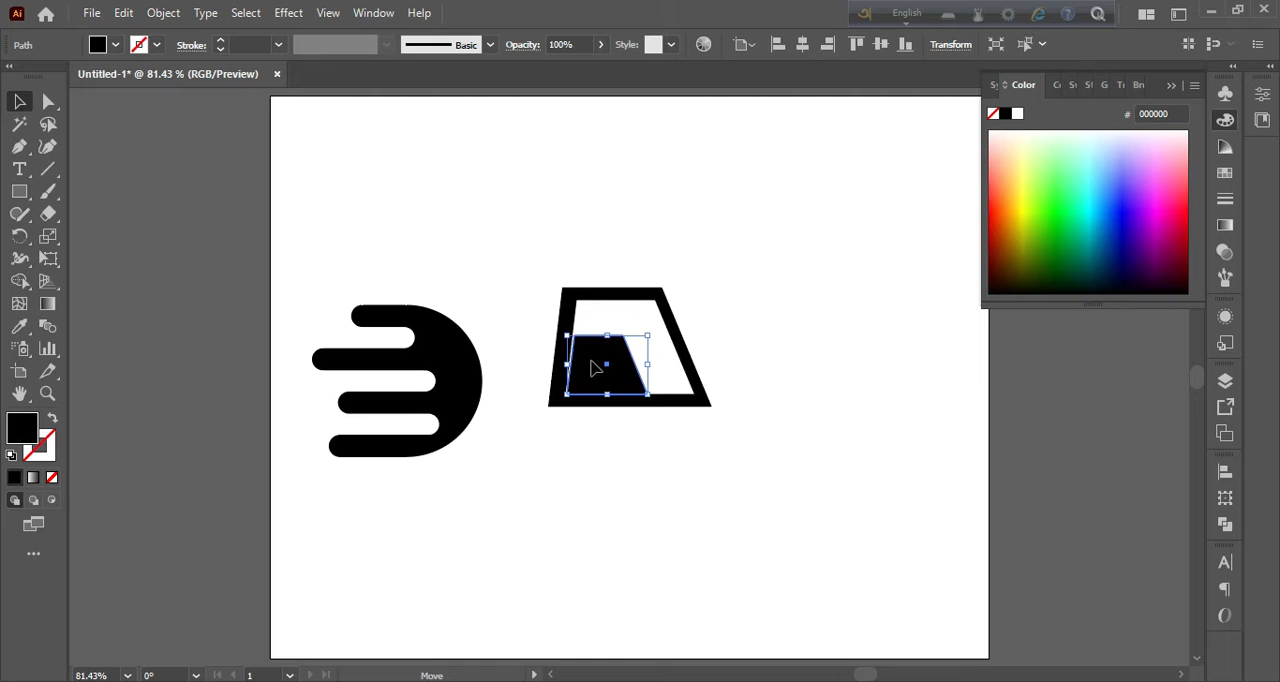 Ai File Edit Object Type Select Effect View Window Help
English
Path Stroke: Basic Opacity: 100% Style: Transform
Untitled-1* @ 81.43 % (RGB/Preview) ×
Color
# 000000
81.43% 0° 1 Move